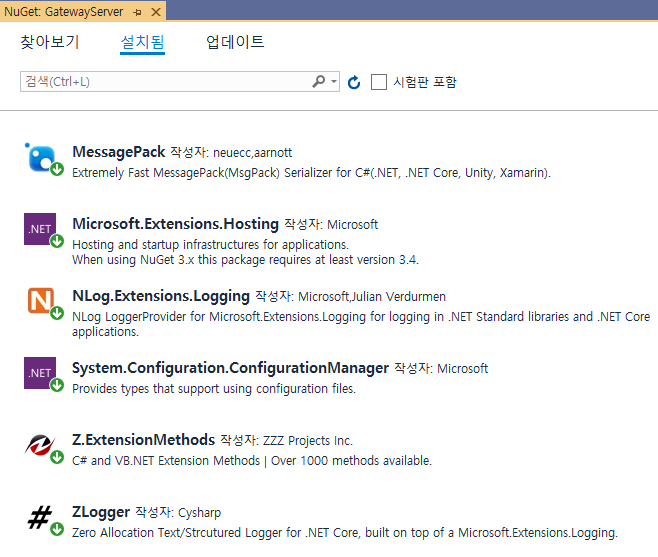 NuGet: GatewayServer
찾아보기 설치됨 업데이트
검색(Ctrl+L) 시험판 포함
MessagePack 작성자: neuecc,aarnott
Extremely Fast MessagePack(MsgPack) Serializer for C#(.NET, .NET Core, Unity, Xamarin).
.NET
Microsoft.Extensions.Hosting 작성자: Microsoft
Hosting and startup infrastructures for applications.
When using NuGet 3.x this package requires at least version 3.4.
N
NLog.Extensions.Logging 작성자: Microsoft,Julian Verdurmen
NLog LoggerProvider for Microsoft.Extensions.Logging for logging in .NET Standard libraries and .NET Core
applications.
.NET
System.Configuration.ConfigurationManager 작성자: Microsoft
Provides types that support using configuration files.
Z.ExtensionMethods 작성자: ZZZ Projects Inc.
C# and VB.NET Extension Methods | Over 1000 methods available.
#
ZLogger 작성자: Cysharp
Zero Allocation Text/Strcutured Logger for .NET Core, built on top of a Microsoft.Extensions.Logging.